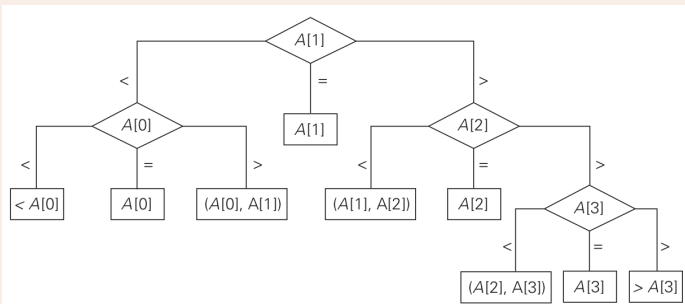 A[1]
< = >
A[0] A[1] A[2]
< = > < = >
< A[0] A[0] (A[0], A[1]) (A[1], A[2]) A[2] A[3]
< = >
(A[2], A[3]) A[3] > A[3]